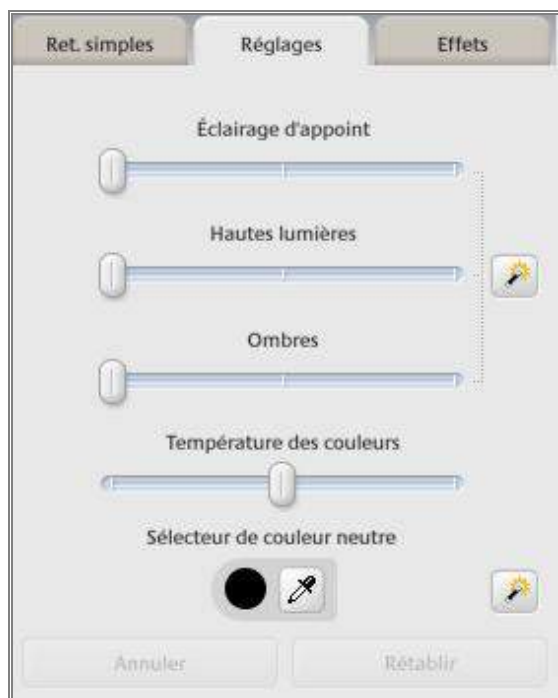 Ret. simples Réglages Effets
Éclairage d'appoint
Hautes lumières
Ombres
Température des couleurs
Sélecteur de couleur neutre
Annuler Rétablir